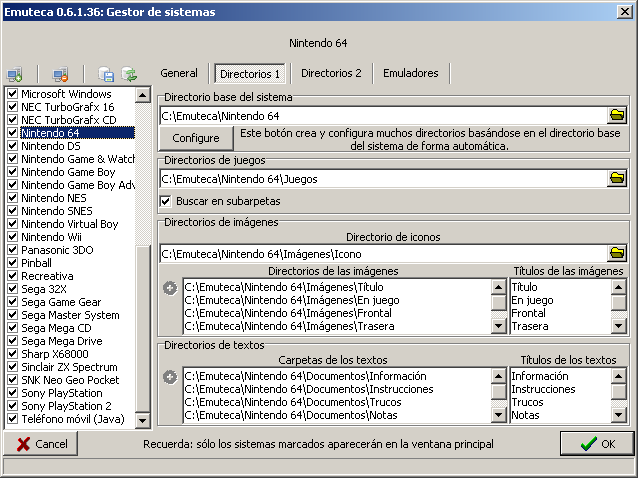 Emuteca 0.6.1.36: Gestor de sistemas
Nintendo 64
General
Directorios 1
Directorios 2
Emuladores
Microsoft Windows
NEC TurboGrafx 16
NEC TurboGrafx CD
Nintendo 64
Nintendo DS
Nintendo Game & Watch
Nintendo Game Boy
Nintendo Game Boy Adv
Nintendo NES
Nintendo SNES
Nintendo Virtual Boy
Nintendo Wii
Panasonic 3DO
Pinball
Recreativa
Sega 32X
Sega Game Gear
Sega Master System
Sega Mega CD
Sega Mega Drive
Sharp X68000
Sinclair ZX Spectrum
SNK Neo Geo Pocket
Sony PlayStation
Sony PlayStation 2
Teléfono móvil (Java)
Directorio base del sistema
C:\Emuteca\Nintendo 64
Configure
Este botón crea y configura muchos directorios basándose en el directorio base
del sistema de forma automática.
Directorios de juegos
C:\Emuteca\Nintendo 64\Juegos
Buscar en subarpetas
Directorios de imágenes
Directorio de iconos
C:\Emuteca\Nintendo 64\Imágenes\Icono
Directorios de las imágenes
C:\Emuteca\Nintendo 64\Imágenes\Título
C:\Emuteca\Nintendo 64\Imágenes\En juego
C:\Emuteca\Nintendo 64\Imágenes\Frontal
C:\Emuteca\Nintendo 64\Imágenes\Trasera
Títulos de las imágenes
Título
En juego
Frontal
Trasera
Directorios de textos
Carpetas de los textos
C:\Emuteca\Nintendo 64\Documentos\Información
C:\Emuteca\Nintendo 64\Documentos\Instrucciones
C:\Emuteca\Nintendo 64\Documentos\Trucos
C:\Emuteca\Nintendo 64\Documentos\Notas
Títulos de los textos
Información
Instrucciones
Trucos
Notas
Cancel
Recuerda: sólo los sistemas marcados aparecerán en la ventana principal
OK